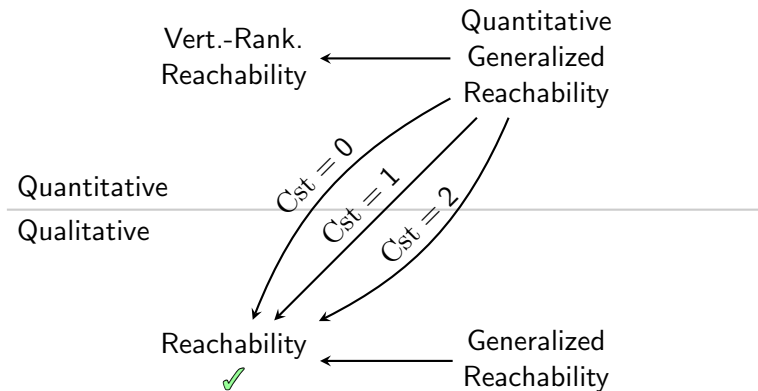 Vert.-Rank.
Reachability
Quantitative
Generalized
Reachability
Cst = 0
Cst = 1
Cst = 2
Quantitative
Qualitative
Reachability
✓
Generalized
Reachability